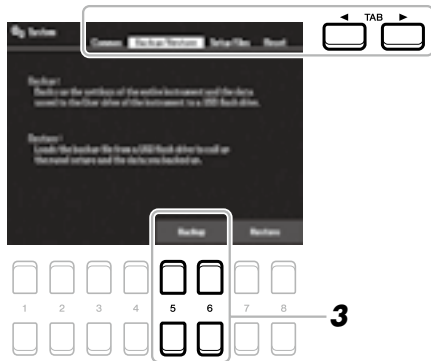 ◄ TAB ►
System
Common Backup/Restore Setup Files Reset
Backup:
Backs up the settings of the entire instrument and the data
saved to the User drive of the instrument to a USB flash drive.
Restore:
Loads the backup file from a USB flash drive to call up
the
and the data you backed up.
Backup Restore
1 2 3 4 5 6 7 8
3